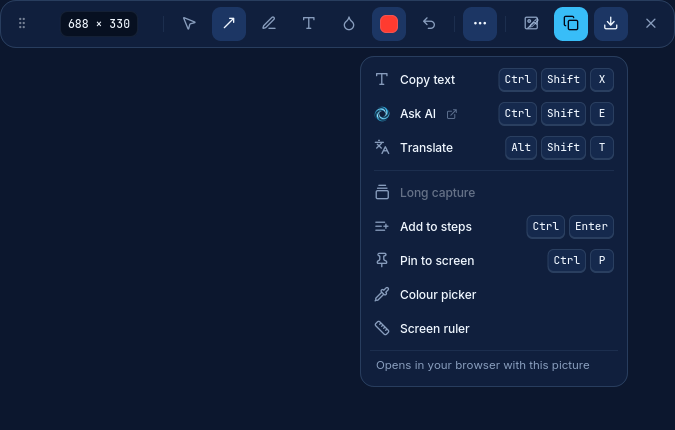 688 × 330
Copy text Ctrl Shift X
Ask AI Ctrl Shift E
Translate Alt Shift T
Long capture
Add to steps Ctrl Enter
Pin to screen Ctrl P
Colour picker
Screen ruler
Opens in your browser with this picture